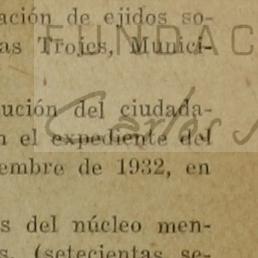 ación de ejidos so-
as Trojes, Munici-
FUNDAC
ución del ciudada-
n el expediente del
Carlos
embre de 1932, en
s del núcleo men-
s. (setecientas se-